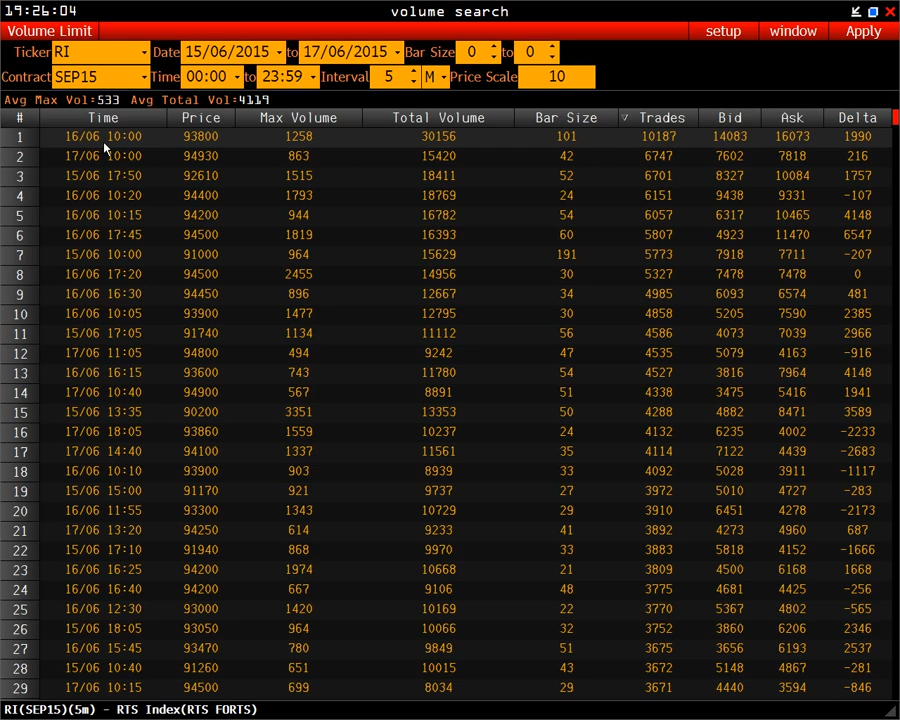 19:26:04 volume search
Volume Limit setup window Apply
Ticker RI Date 15/06/2015 to 17/06/2015 Bar Size 0 to 0
Contract SEP15 Time 00:00 to 23:59 Interval 5 M Price Scale 10
Avg Max Vol:533 Avg Total Vol:4119
# Time Price Max Volume Total Volume Bar Size Trades Bid Ask Delta
1 16/06 10:00 93800 1258 30156 101 10187 14083 16073 1990
2 17/06 10:00 94930 863 15420 42 6747 7602 7818 216
3 15/06 17:50 92610 1515 18411 52 6701 8327 10084 1757
4 16/06 10:20 94400 1793 18769 24 6151 9438 9331 -107
5 16/06 10:15 94200 944 16782 54 6057 6317 10465 4148
6 16/06 17:45 94500 1819 16393 60 5807 4923 11470 6547
7 15/06 10:00 91000 964 15629 191 5773 7918 7711 -207
8 16/06 17:20 94500 2455 14956 30 5327 7478 7478 0
9 16/06 16:30 94450 896 12667 34 4985 6093 6574 481
10 16/06 10:05 93900 1477 12795 30 4858 5205 7590 2385
11 15/06 17:05 91740 1134 11112 56 4586 4073 7039 2966
12 17/06 11:05 94800 494 9242 47 4535 5079 4163 -916
13 16/06 16:15 93600 743 11780 54 4527 3816 7964 4148
14 17/06 10:40 94900 567 8891 51 4338 3475 5416 1941
15 15/06 13:35 90200 3351 13353 50 4288 4882 8471 3589
16 17/06 18:05 93860 1559 10237 24 4132 6235 4002 -2233
17 17/06 14:40 94100 1337 11561 35 4114 7122 4439 -2683
18 16/06 10:10 93900 903 8939 33 4092 5028 3911 -1117
19 15/06 15:00 91170 921 9737 27 3972 5010 4727 -283
20 16/06 11:55 93300 1343 10729 29 3910 6451 4278 -2173
21 17/06 13:20 94250 614 9233 41 3892 4273 4960 687
22 15/06 17:10 91940 868 9970 33 3883 5818 4152 -1666
23 16/06 16:25 94200 1974 10668 21 3809 4500 6168 1668
24 16/06 16:40 94200 667 9106 48 3775 4681 4425 -256
25 16/06 12:30 93000 1420 10169 22 3770 5367 4802 -565
26 15/06 18:05 93050 964 10066 32 3752 3860 6206 2346
27 16/06 15:45 93470 780 9849 51 3675 3656 6193 2537
28 15/06 10:40 91260 651 10015 43 3672 5148 4867 -281
29 17/06 10:15 94500 699 8034 29 3671 4440 3594 -846
RI(SEP15)(5m) - RTS Index(RTS FORTS)